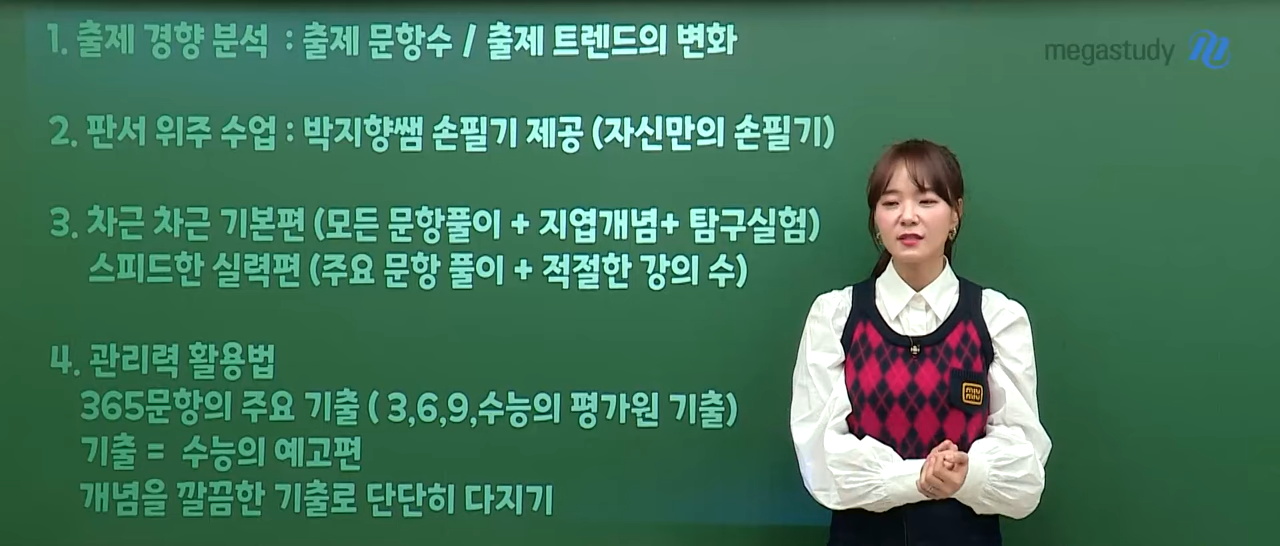 1. 출제 경향 분석 : 출제 문항수 / 출제 트렌드의 변화
megastudy
2. 판서 위주 수업 : 박지향쌤 손필기 제공 (자신만의 손필기)
3. 차근 차근 기본편 (모든 문항풀이 + 지엽개념+ 탐구실험)
스피드한 실력편 (주요 문항 풀이 + 적절한 강의 수)
4. 관리력 활용법
365문항의 주요 기출 ( 3,6,9,수능의 평가원 기출)
기출 = 수능의 예고편
개념을 깔끔한 기출로 단단히 다지기
miu
miu